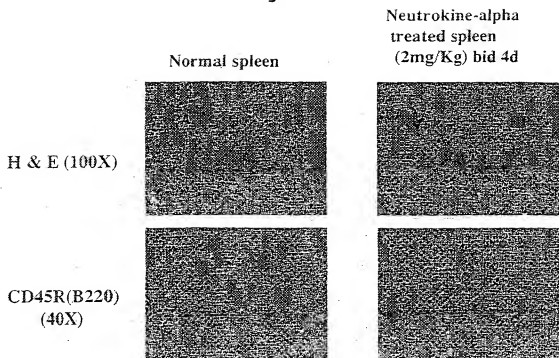 Neutrokine-alpha
treated spleen
(2mg/Kg) bid 4d
Normal spleen
H & E (100X)
CD45R(B220)
(40X)